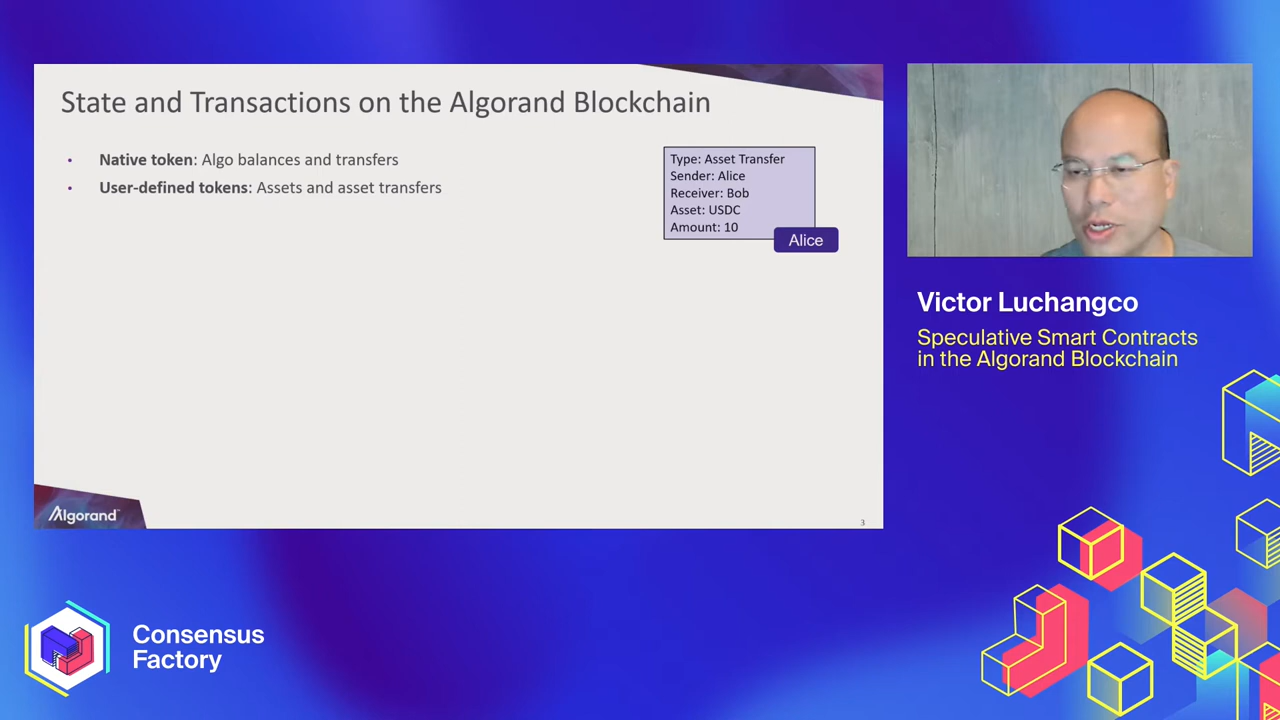 State and Transactions on the Algorand Blockchain
• Native token: Algo balances and transfers
• User-defined tokens: Assets and asset transfers
Type: Asset Transfer
Sender: Alice
Receiver: Bob
Asset: USDC
Amount: 10
Alice
Algorand
3
Victor Luchangco
Speculative Smart Contracts
in the Algorand Blockchain
Consensus
Factory